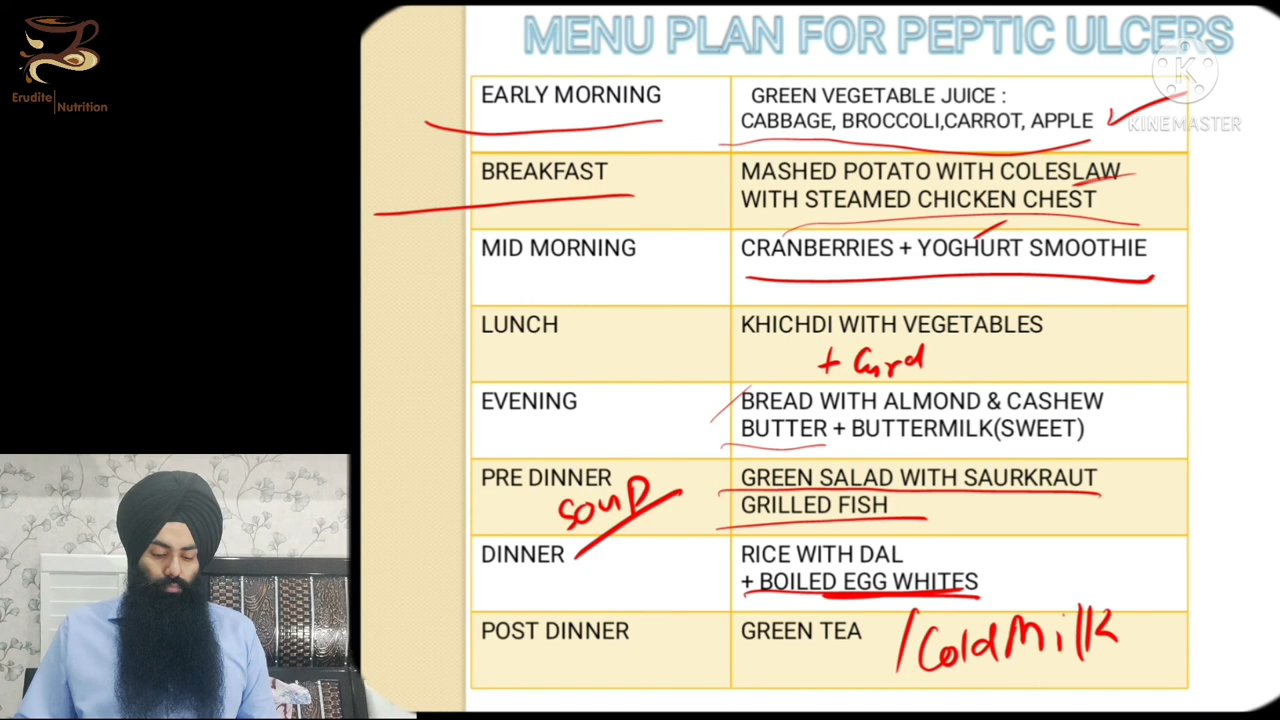 Erudite Nutrition
MENU PLAN FOR PEPTIC ULCERS
KINEMASTER
EARLY MORNING
GREEN VEGETABLE JUICE :
CABBAGE, BROCCOLI,CARROT, APPLE
BREAKFAST
MASHED POTATO WITH COLESLAW
WITH STEAMED CHICKEN CHEST
MID MORNING
CRANBERRIES + YOGHURT SMOOTHIE
LUNCH
KHICHDI WITH VEGETABLES
+ Curd
EVENING
BREAD WITH ALMOND & CASHEW
BUTTER + BUTTERMILK(SWEET)
PRE DINNER
soup
GREEN SALAD WITH SAURKRAUT
GRILLED FISH
DINNER
RICE WITH DAL
+ BOILED EGG WHITES
POST DINNER
GREEN TEA
/Cold Milk